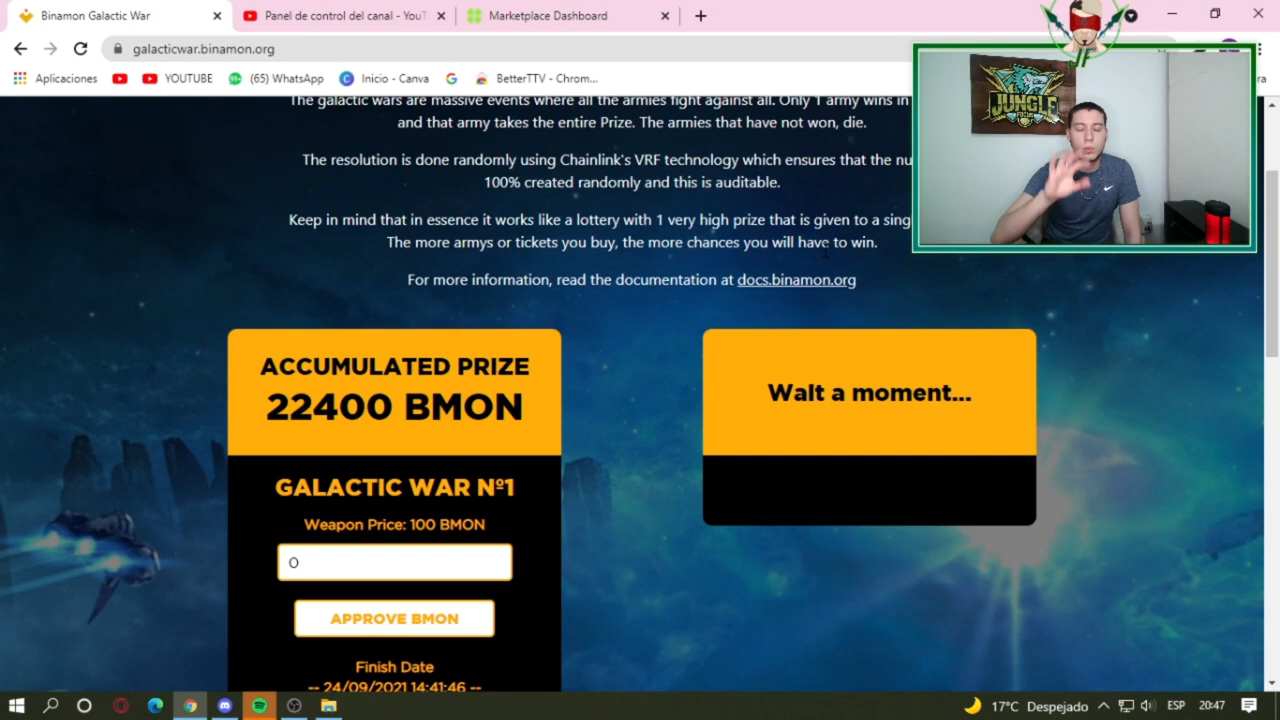 Binamon Galactic War
Panel de control del canal - YouT
Marketplace Dashboard
galacticwar.binamon.org
Aplicaciones
YOUTUBE
(65) WhatsApp
Inicio - Canva
BetterTTV - Chrom...
JF
JUNGLE
FOCUS
The galactic wars are massive events where all the armies fight against all. Only 1 army wins in
and that army takes the entire Prize. The armies that have not won, die.
The resolution is done randomly using Chainlink's VRF technology which ensures that the nu
100% created randomly and this is auditable.
Keep in mind that in essence it works like a lottery with 1 very high prize that is given to a sing
The more armys or tickets you buy, the more chances you will have to win.
For more information, read the documentation at docs.binamon.org
ACCUMULATED PRIZE
22400 BMON
GALACTIC WAR Nº1
Weapon Price: 100 BMON
0
APPROVE BMON
Finish Date
-- 24/09/2021 14:41:46 --
Wait a moment...
17°C Despejado
ESP
20:47